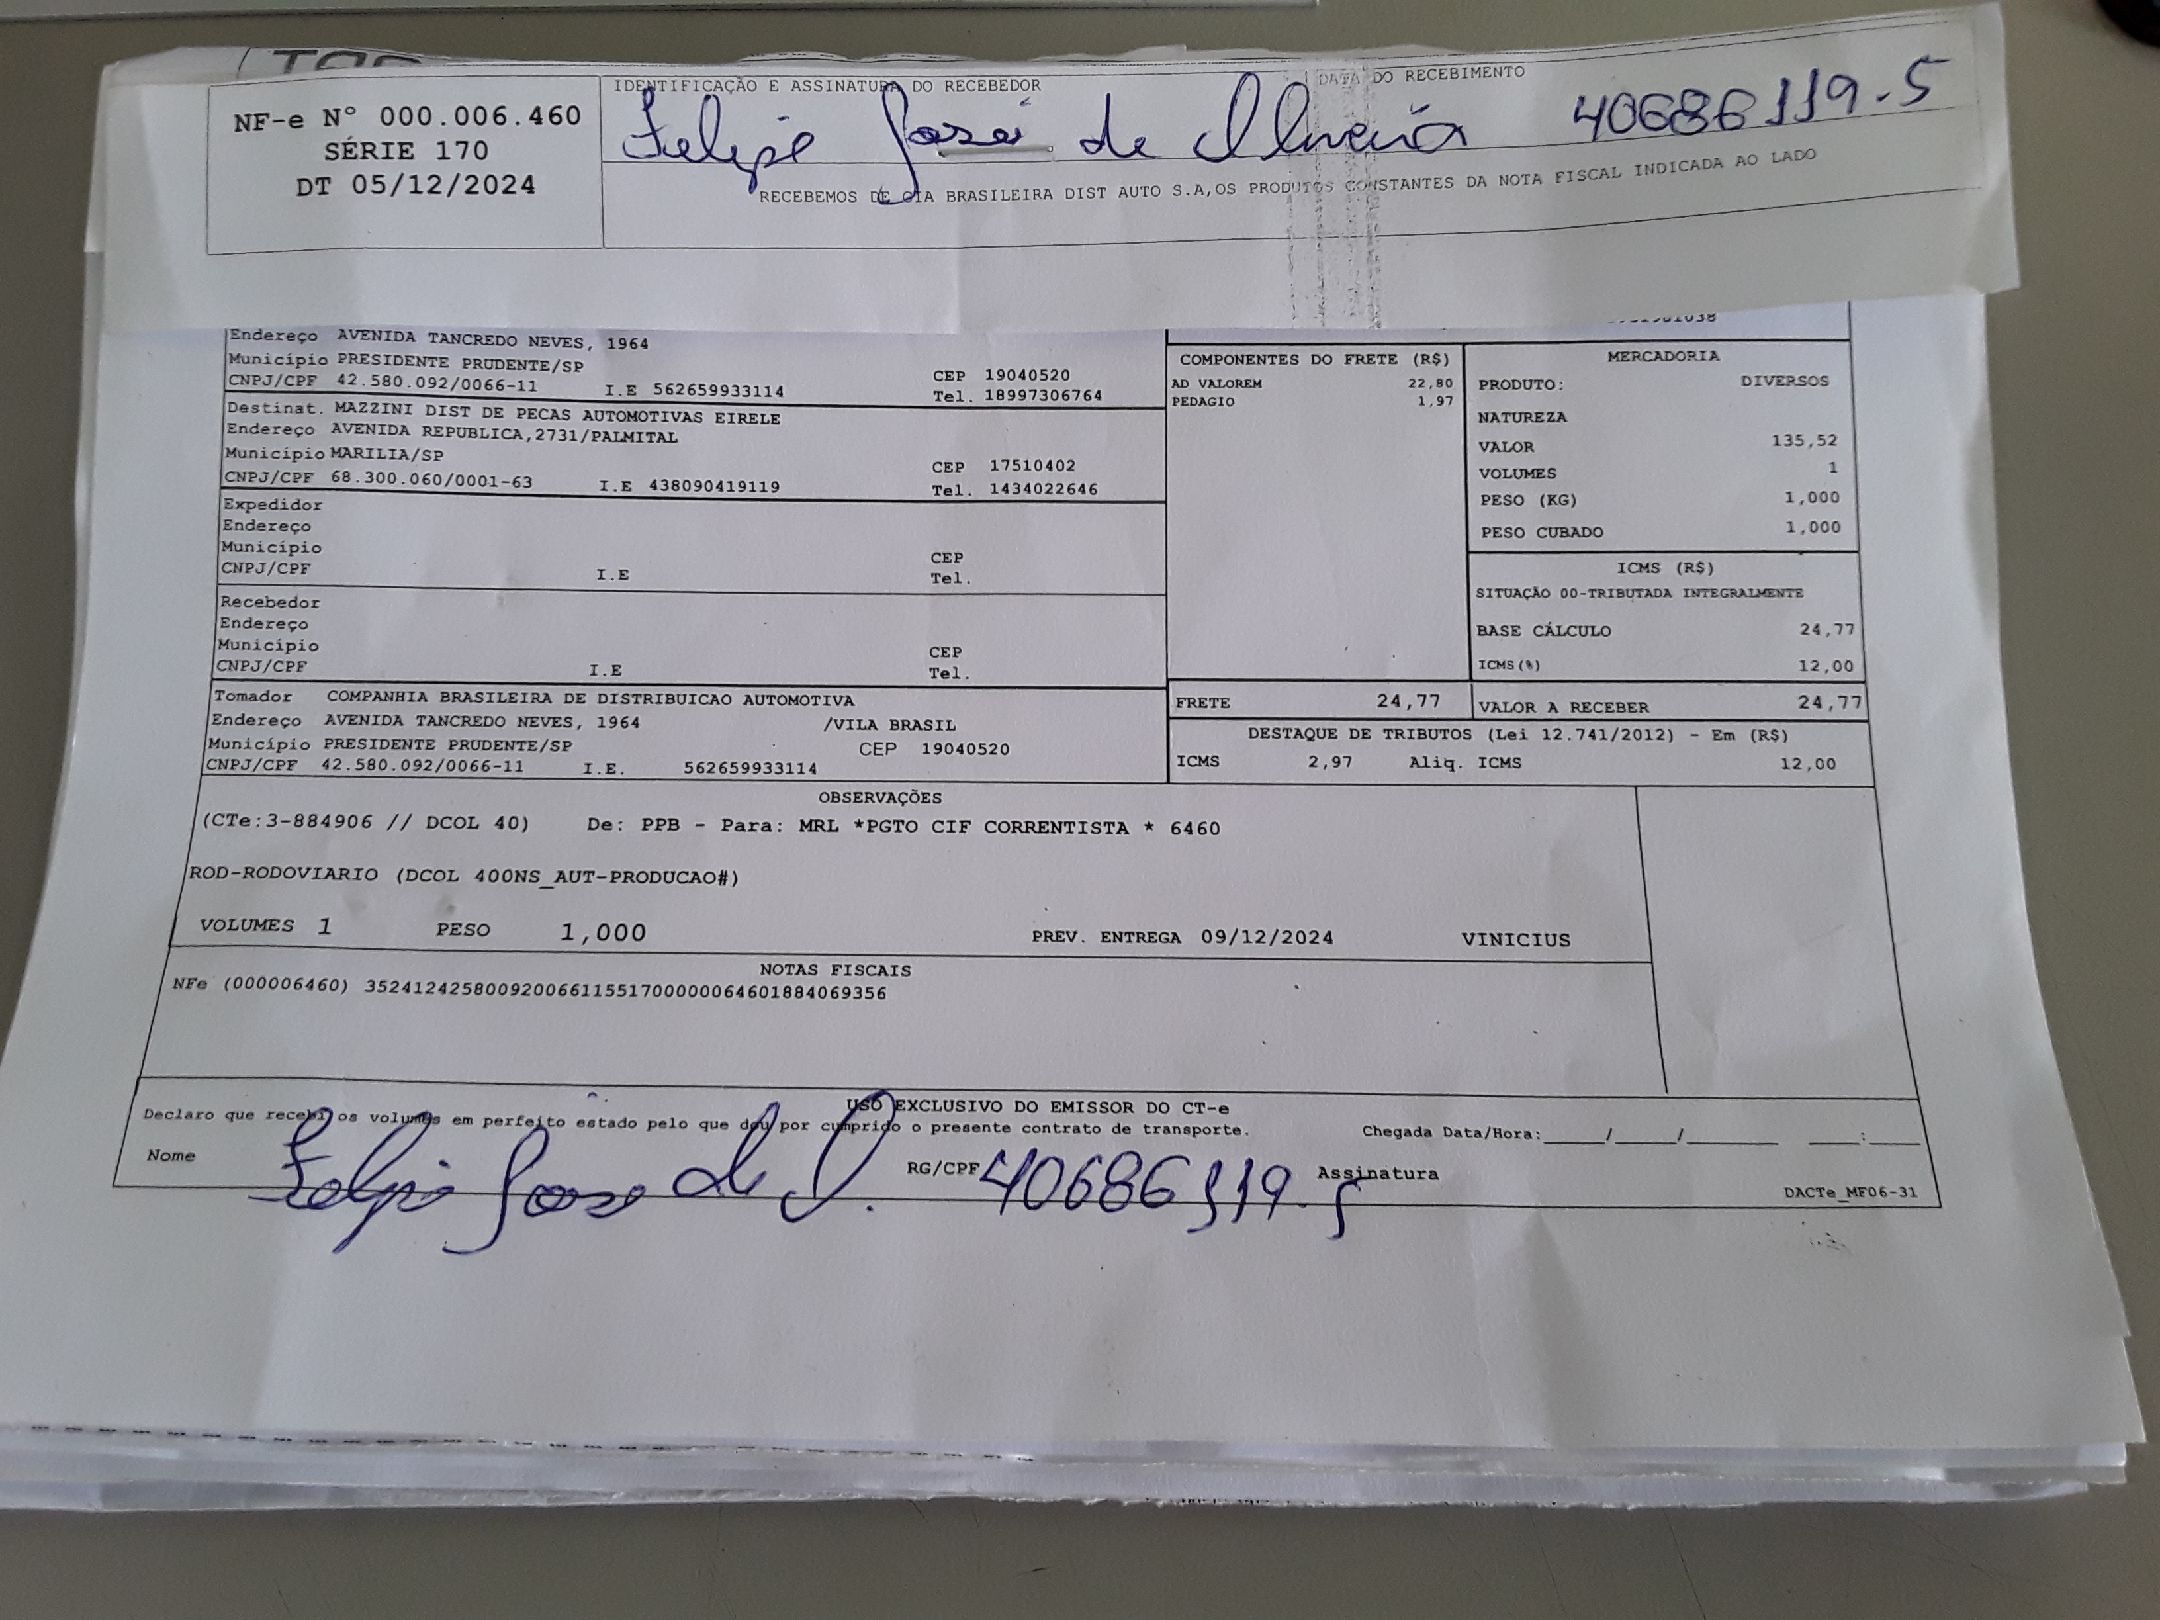 NF-e Nº 000.006.460
SÉRIE 170
DT 05/12/2024
IDENTIFICAÇÃO E ASSINATURA DO RECEBEDOR DATA DO RECEBIMENTO
Felipe José de Oliveira 40686119-5
RECEBEMOS DE CIA BRASILEIRA DIST AUTO S.A,OS PRODUTOS CONSTANTES DA NOTA FISCAL INDICADA AO LADO
Endereço AVENIDA TANCREDO NEVES, 1964
Município PRESIDENTE PRUDENTE/SP CEP 19040520
CNPJ/CPF 42.580.092/0066-11 I.E 562659933114 Tel. 18997306764
Destinat. MAZZINI DIST DE PECAS AUTOMOTIVAS EIRELE
Endereço AVENIDA REPUBLICA,2731/PALMITAL
Município MARILIA/SP CEP 17510402
CNPJ/CPF 68.300.060/0001-63 I.E 438090419119 Tel. 1434022646
Expedidor
Endereço
Município CEP
CNPJ/CPF I.E Tel.
Recebedor
Endereço
Município CEP
CNPJ/CPF I.E Tel.
Tomador COMPANHIA BRASILEIRA DE DISTRIBUICAO AUTOMOTIVA
Endereço AVENIDA TANCREDO NEVES, 1964 /VILA BRASIL
Município PRESIDENTE PRUDENTE/SP CEP 19040520
CNPJ/CPF 42.580.092/0066-11 I.E. 562659933114
COMPONENTES DO FRETE (R$)
AD VALOREM 22,80
PEDAGIO 1,97
MERCADORIA
PRODUTO: DIVERSOS
NATUREZA
VALOR 135,52
VOLUMES 1
PESO (KG) 1,000
PESO CUBADO 1,000
ICMS (R$)
SITUAÇÃO 00-TRIBUTADA INTEGRALMENTE
BASE CÁLCULO 24,77
ICMS(%) 12,00
FRETE 24,77 VALOR A RECEBER 24,77
DESTAQUE DE TRIBUTOS (Lei 12.741/2012) - Em (R$)
ICMS 2,97 Aliq. ICMS 12,00
OBSERVAÇÕES
(CTe:3-884906 // DCOL 40) De: PPB - Para: MRL *PGTO CIF CORRENTISTA * 6460
ROD-RODOVIARIO (DCOL 400NS_AUT-PRODUCAO#)
VOLUMES 1 PESO 1,000 PREV. ENTREGA 09/12/2024 VINICIUS
NOTAS FISCAIS
NFe (000006460) 35241242580092006611551700000064601884069356
USO EXCLUSIVO DO EMISSOR DO CT-e
Declaro que recebi os volumes em perfeito estado pelo que dou por cumprido o presente contrato de transporte. Chegada Data/Hora:_____/_____/________ ____:____
Nome Felipe José de O. RG/CPF 40686119-5 Assinatura
DACTe_MF06-31